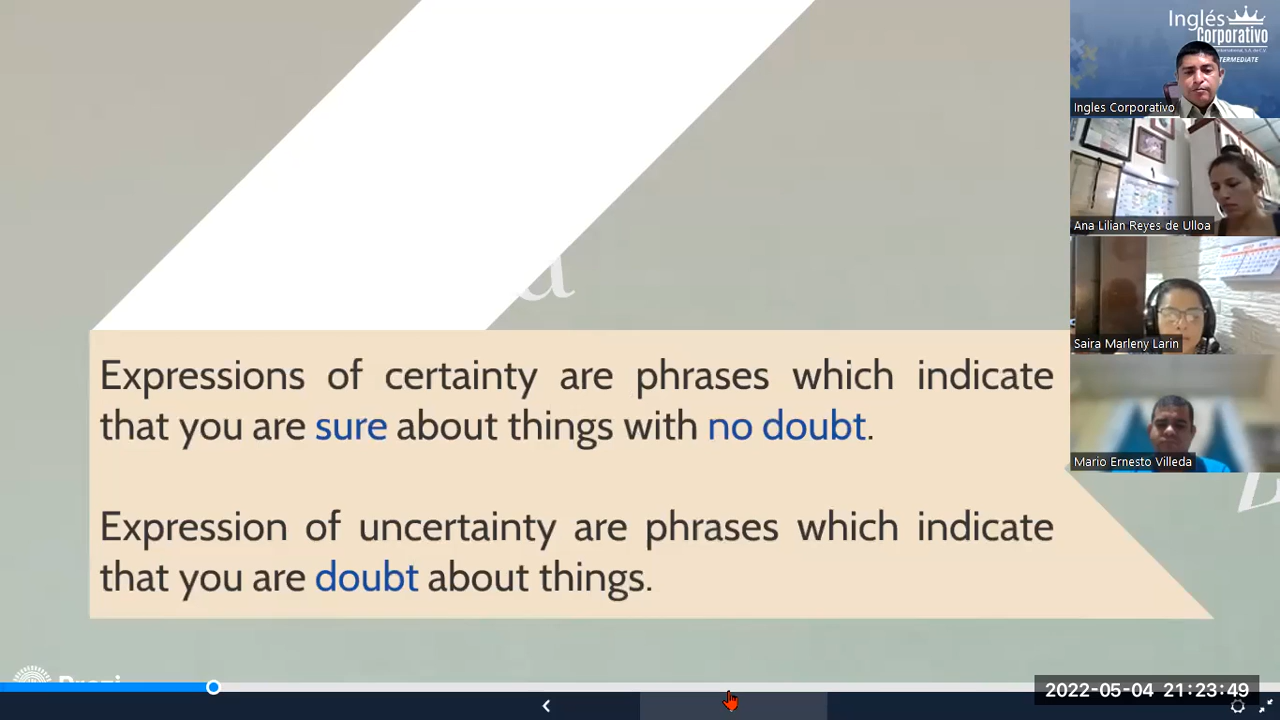 Inglés
Corporativo
Ingles Corporativo
Ana Lilian Reyes de Ulloa
Saira Marleny Larin
Mario Ernesto Villeda
a
Expressions of certainty are phrases which indicate
that you are sure about things with no doubt.
Expression of uncertainty are phrases which indicate
that you are doubt about things.
Prezi
2022-05-04 21:23:49